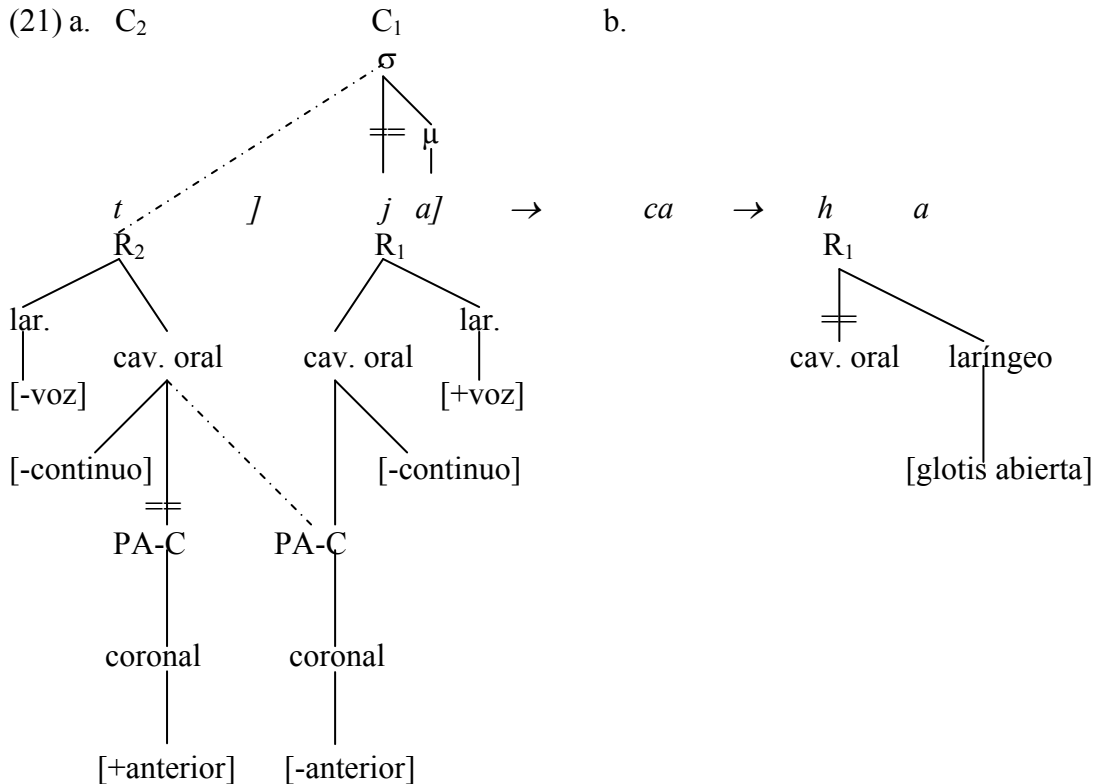 (21) a. C₂ C₁ b.
σ
μ
t ] j a] → ca → h a
R₂ R₁ R₁
lar. lar.
cav. oral cav. oral cav. oral laríngeo
[-voz] [+voz]
[-continuo] [-continuo] [glotis abierta]
PA-C PA-C
coronal coronal
[+anterior] [-anterior]